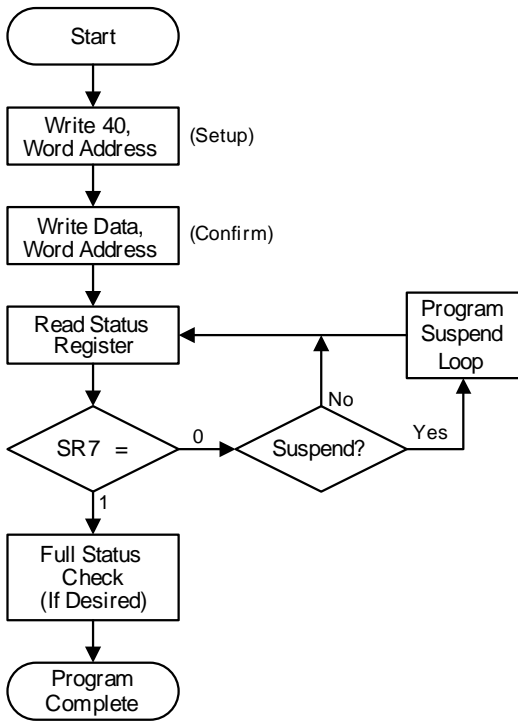 Start
Write 40,
Word Address
(Setup)
Write Data,
Word Address
(Confirm)
Read Status
Register
Program
Suspend
Loop
No
SR7 =
0
Suspend?
Yes
1
Full Status
Check
(If Desired)
Program
Complete